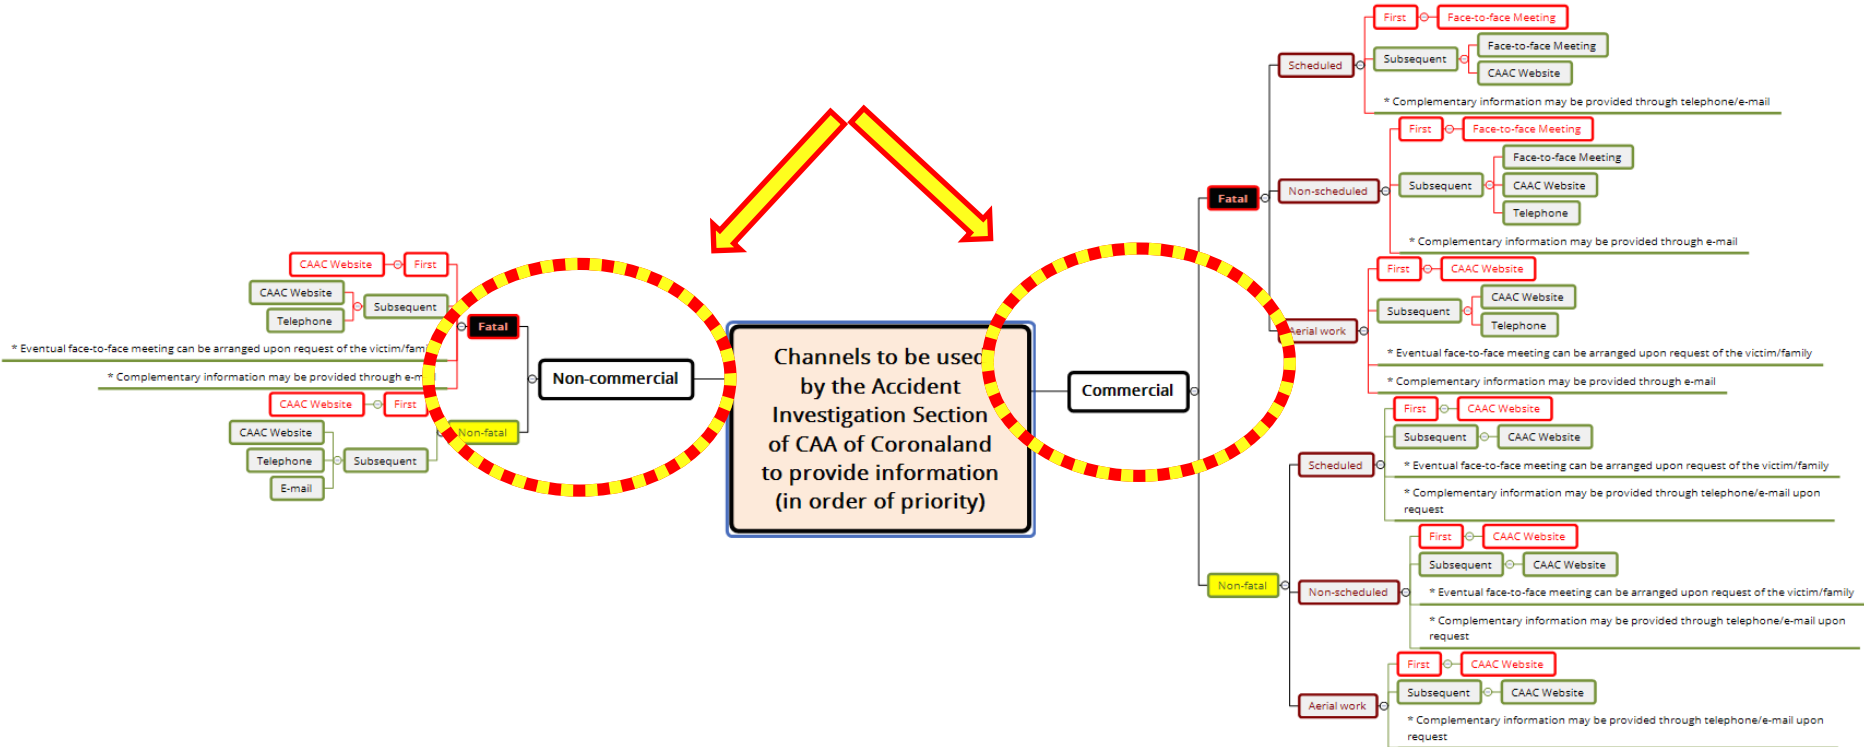 First
Face-to-face Meeting
Scheduled
Subsequent
Face-to-face Meeting
CAAC Website
* Complementary information may be provided through telephone/e-mail
First
Face-to-face Meeting
Fatal
Non-scheduled
Subsequent
Face-to-face Meeting
CAAC Website
Telephone
* Complementary information may be provided through e-mail
First
CAAC Website
Aerial work
Subsequent
CAAC Website
Telephone
* Eventual face-to-face meeting can be arranged upon request of the victim/family
* Complementary information may be provided through e-mail
CAAC Website
First
CAAC Website
Telephone
Subsequent
Fatal
* Eventual face-to-face meeting can be arranged upon request of the
* Complementary information may be provided through
CAAC Website
First
CAAC Website
Telephone
E-mail
Subsequent
Non-fatal
Non-commercial
Channels to be used
by the Accident
Investigation Section
of CAA of Coronaland
to provide information
(in order of priority)
Commercial
First
CAAC Website
Scheduled
Subsequent
CAAC Website
* Eventual face-to-face meeting can be arranged upon request of the victim/family
* Complementary information may be provided through telephone/e-mail upon
request
First
CAAC Website
Non-fatal
Non-scheduled
Subsequent
CAAC Website
* Eventual face-to-face meeting can be arranged upon request of the victim/family
* Complementary information may be provided through telephone/e-mail upon
request
First
CAAC Website
Aerial work
Subsequent
CAAC Website
* Complementary information may be provided through telephone/e-mail upon
request